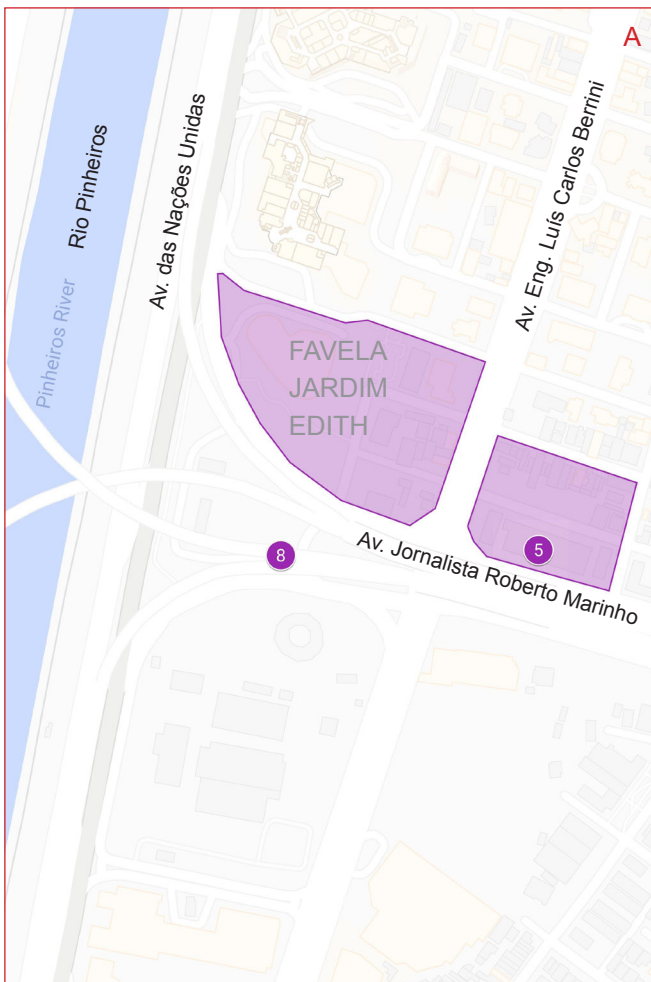 A
Rio Pinheiros
Pinheiros River
Av. das Nações Unidas
Av. Eng. Luís Carlos Berrini
FAVELA
JARDIM
EDITH
5
8
Av. Jornalista Roberto Marinho